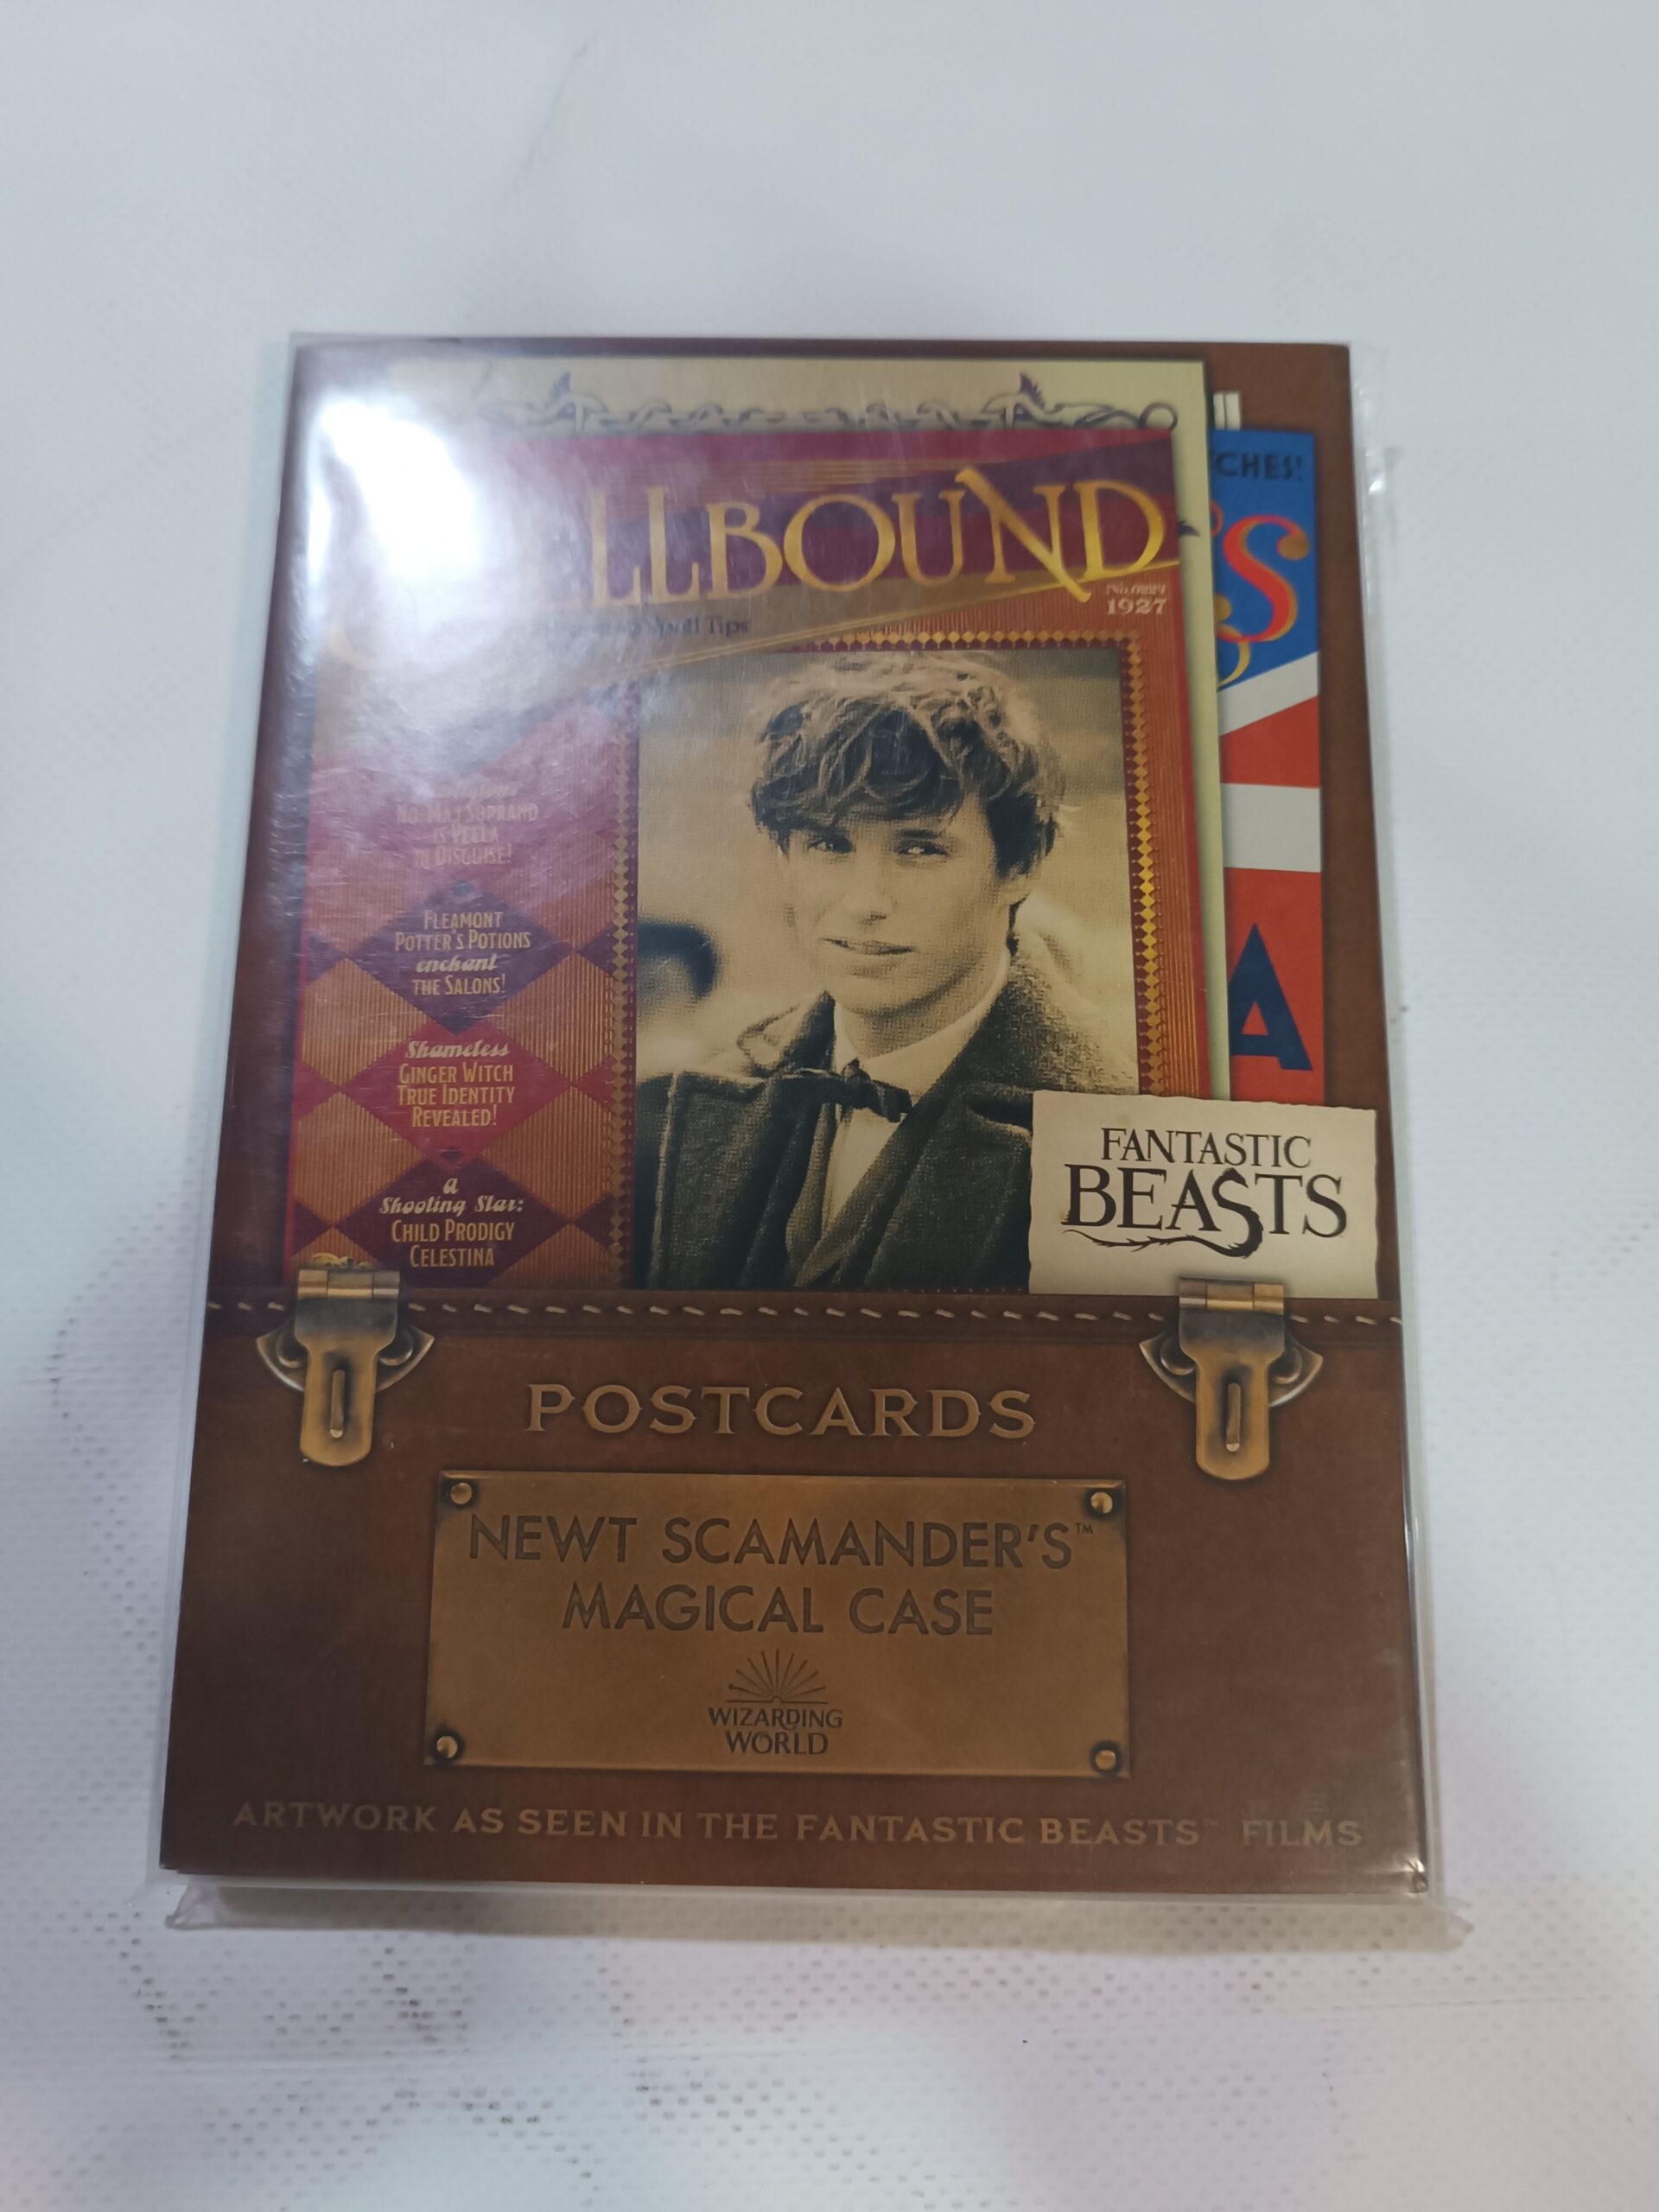 CHES!
LLBOUND
'S
1927
Spell Tips
NO-MAJ SOPRANO
IS VEELA
IN DISGUISE!
FLEAMONT
POTTER'S POTIONS
enchant
THE SALONS!
A
Shameless
GINGER WITCH
TRUE IDENTITY
REVEALED!
a
Shooting Star:
CHILD PRODIGY
CELESTINA
FANTASTIC
BEASTS
POSTCARDS
NEWT SCAMANDER'S™
MAGICAL CASE
WIZARDING
WORLD
ARTWORK AS SEEN IN THE FANTASTIC BEASTS™ FILMS